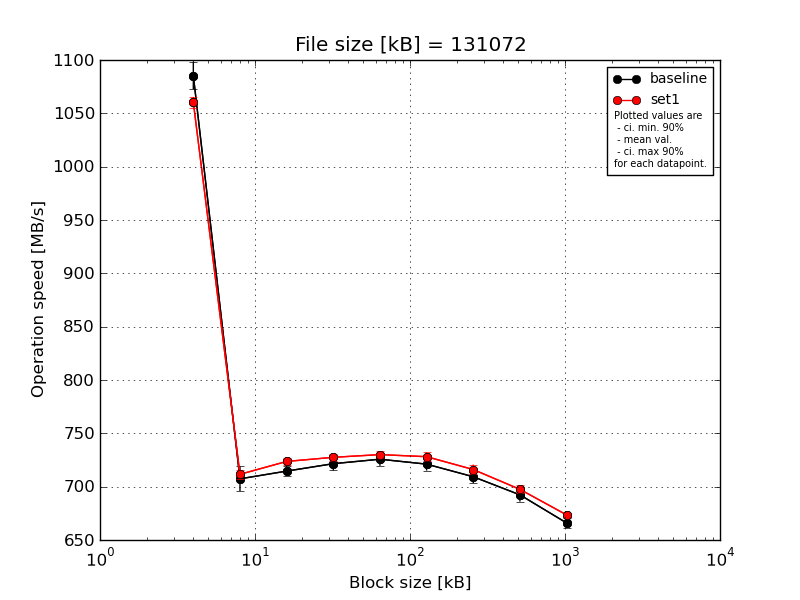 File size [kB] = 131072
1100
1050
1000
950
900
850
800
750
700
650
Operation speed [MB/s]
baseline
set1
Plotted values are
- ci. min. 90%
- mean val.
- ci. max 90%
for each datapoint.
10^0 10^1 10^2 10^3 10^4
Block size [kB]